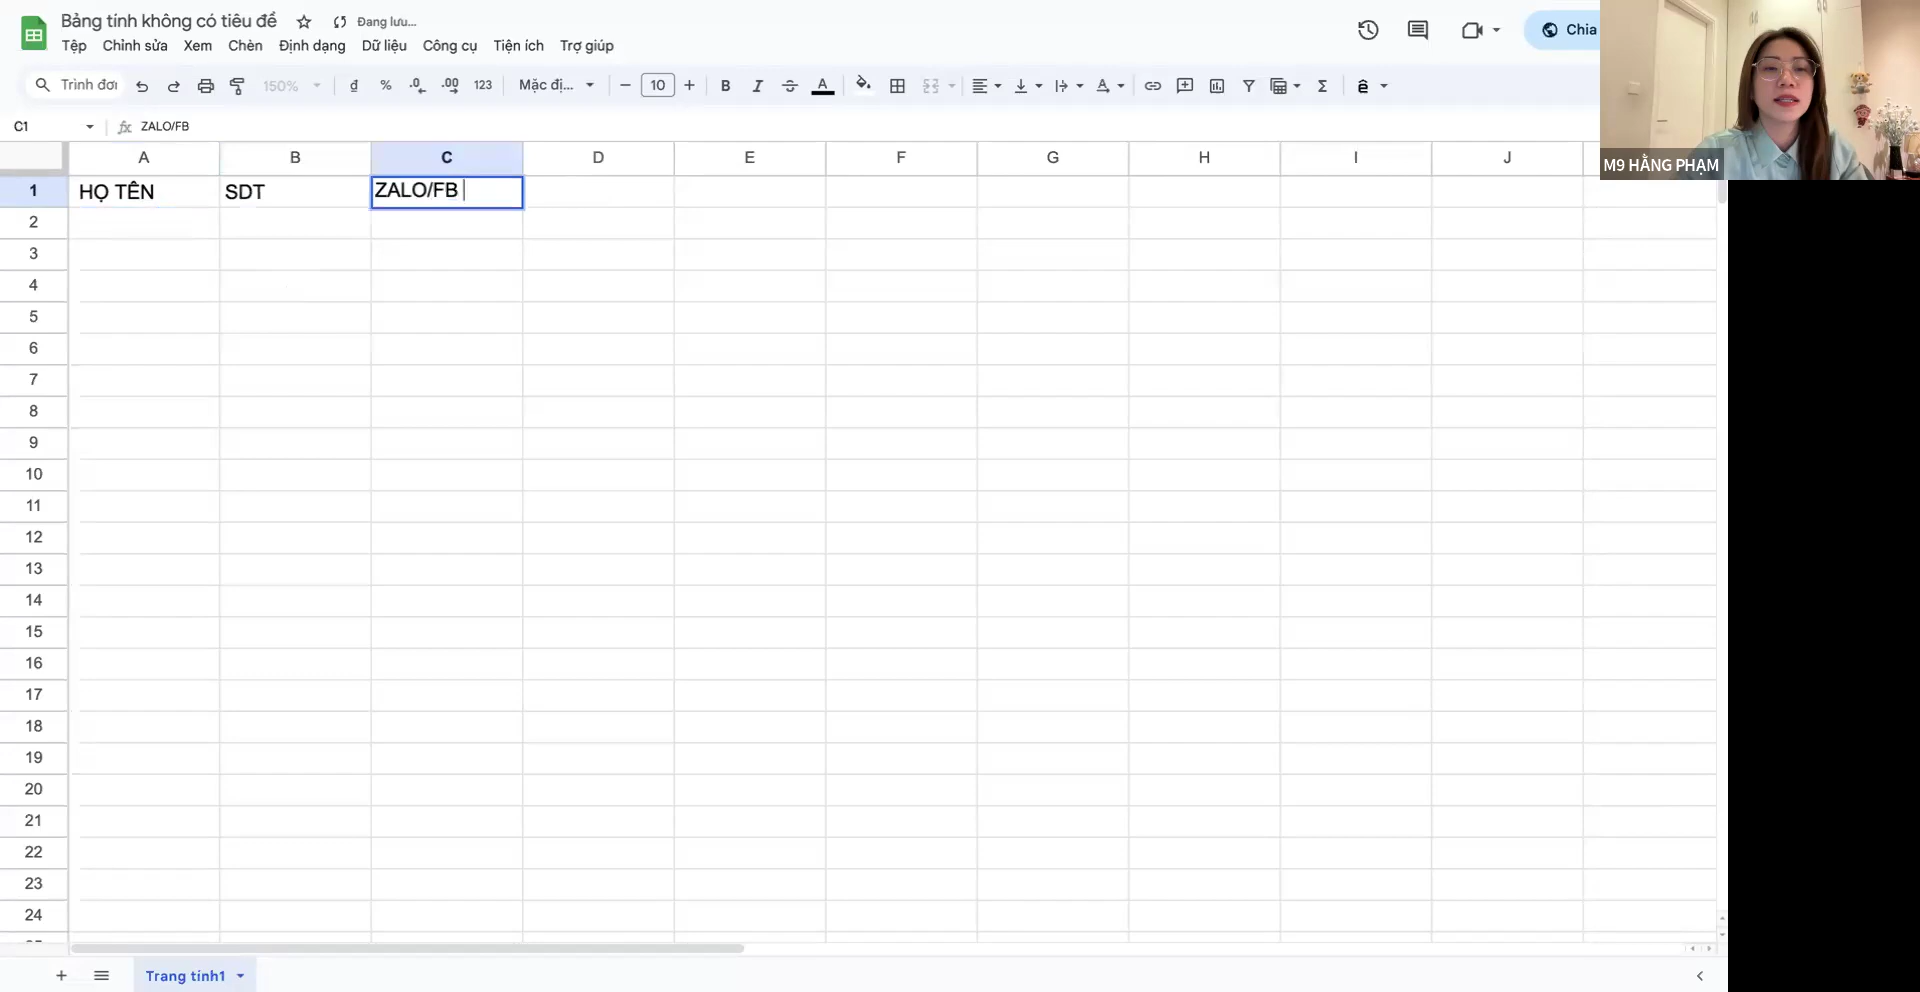 Bảng tính không có tiêu đề Đang lưu...
Tệp Chỉnh sửa Xem Chèn Định dạng Dữ liệu Công cụ Tiện ích Trợ giúp
Chia
Trình đơn 150% đ % .0 .00 123 Mặc đị... 10 B I A
C1 fx ZALO/FB
M9 HẰNG PHẠM
A B C D E F G H I J
1 HỌ TÊN SDT ZALO/FB
2
3
4
5
6
7
8
9
10
11
12
13
14
15
16
17
18
19
20
21
22
23
24
Trang tính1